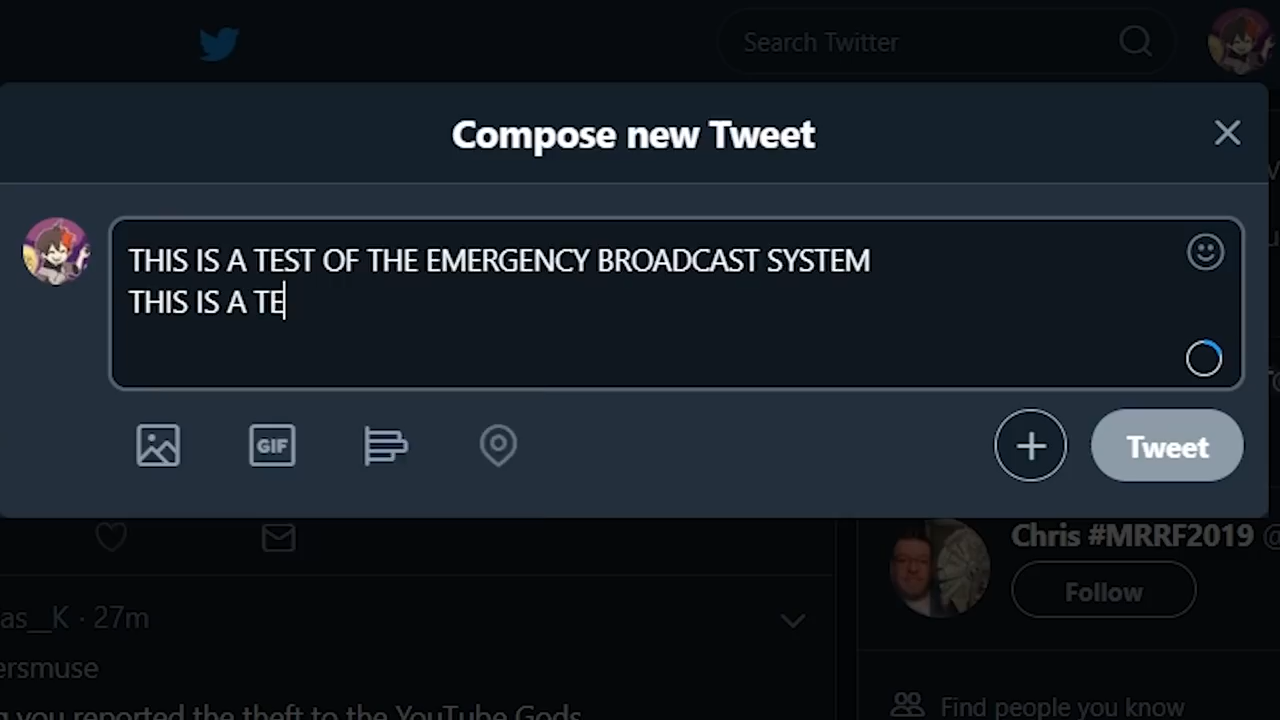 Search Twitter
Compose new Tweet
THIS IS A TEST OF THE EMERGENCY BROADCAST SYSTEM
THIS IS A TE
GIF
Tweet
Chris #MRRF2019 @
Follow
as__K · 27m
ersmuse
g you reported the theft to the YouTube Gods
Find people you know